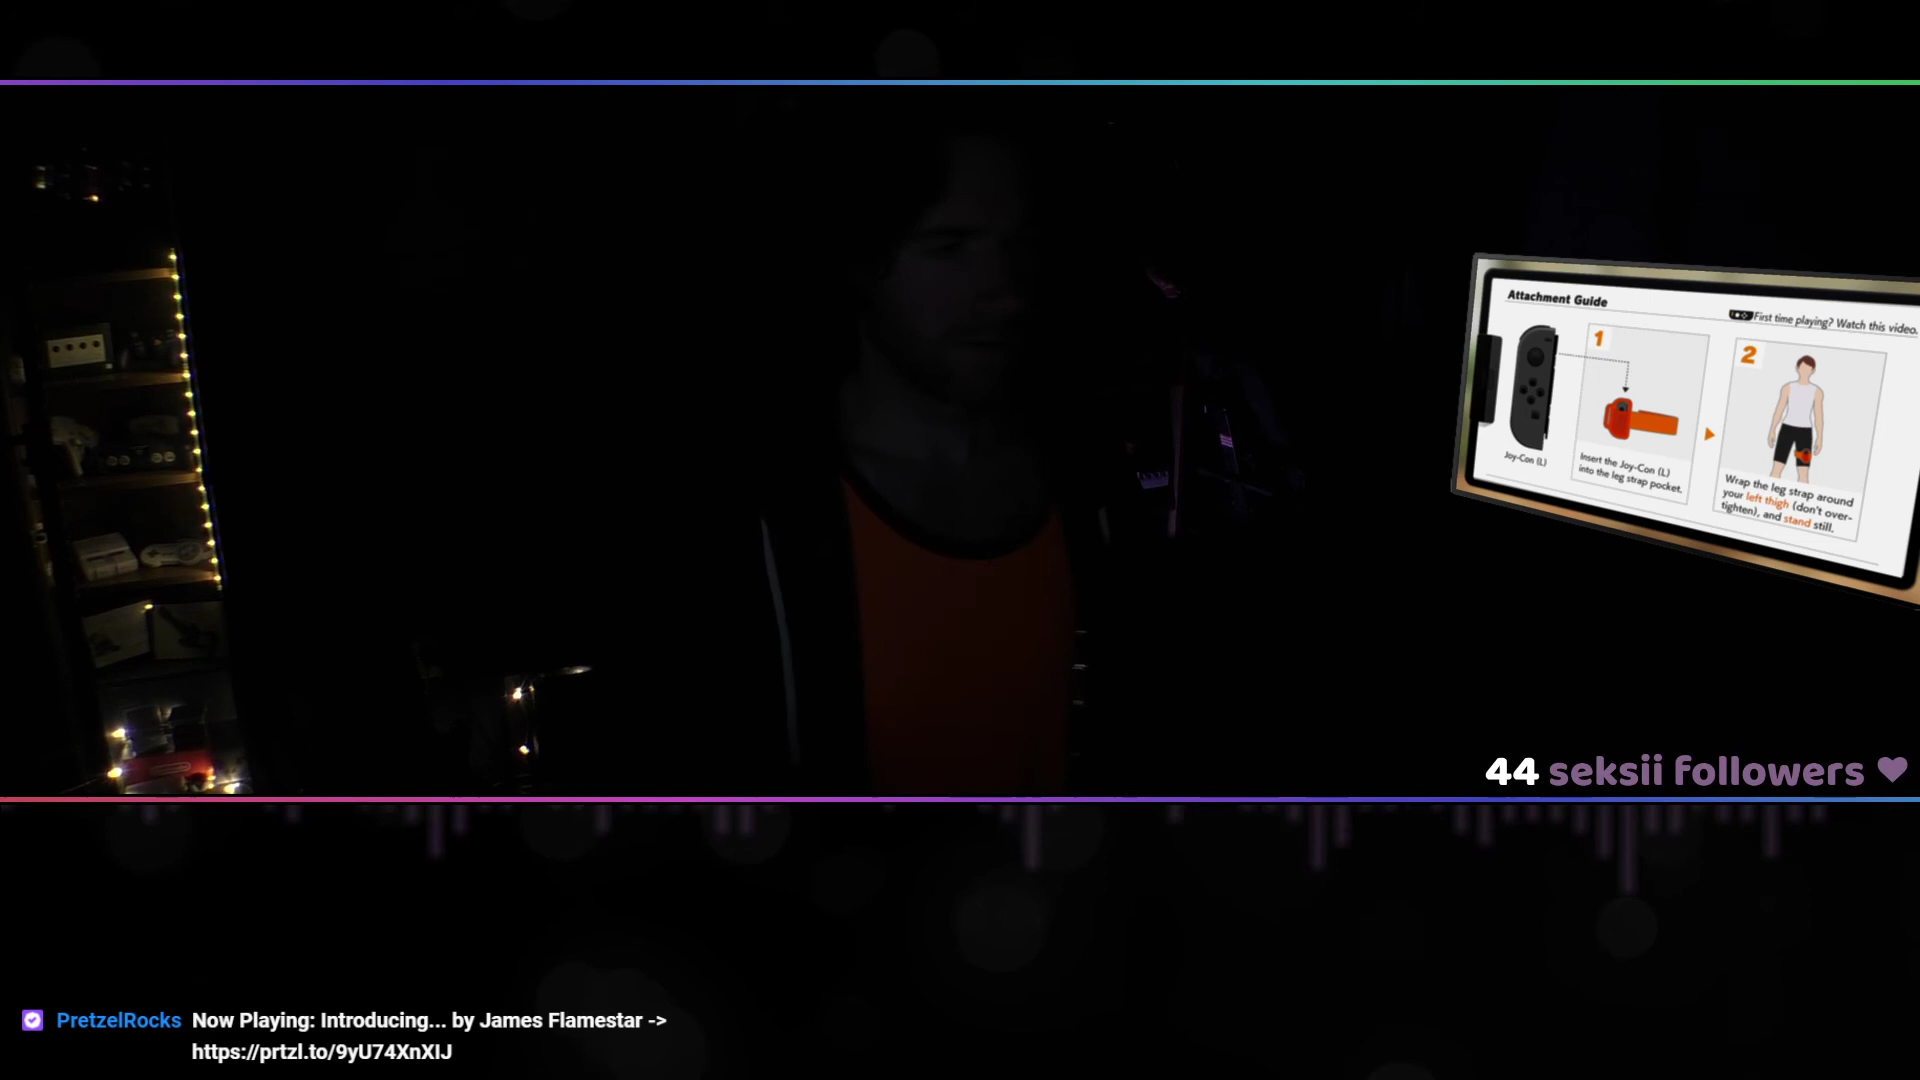 Attachment Guide
First time playing? Watch this video.
1
2
Joy-Con (L)
Insert the Joy-Con (L)
into the leg strap pocket.
Wrap the leg strap around
your left thigh (don't over-
tighten), and stand still.
44 seksii followers
PretzelRocks Now Playing: Introducing... by James Flamestar ->
https://prtzl.to/9yU74XnXIJ